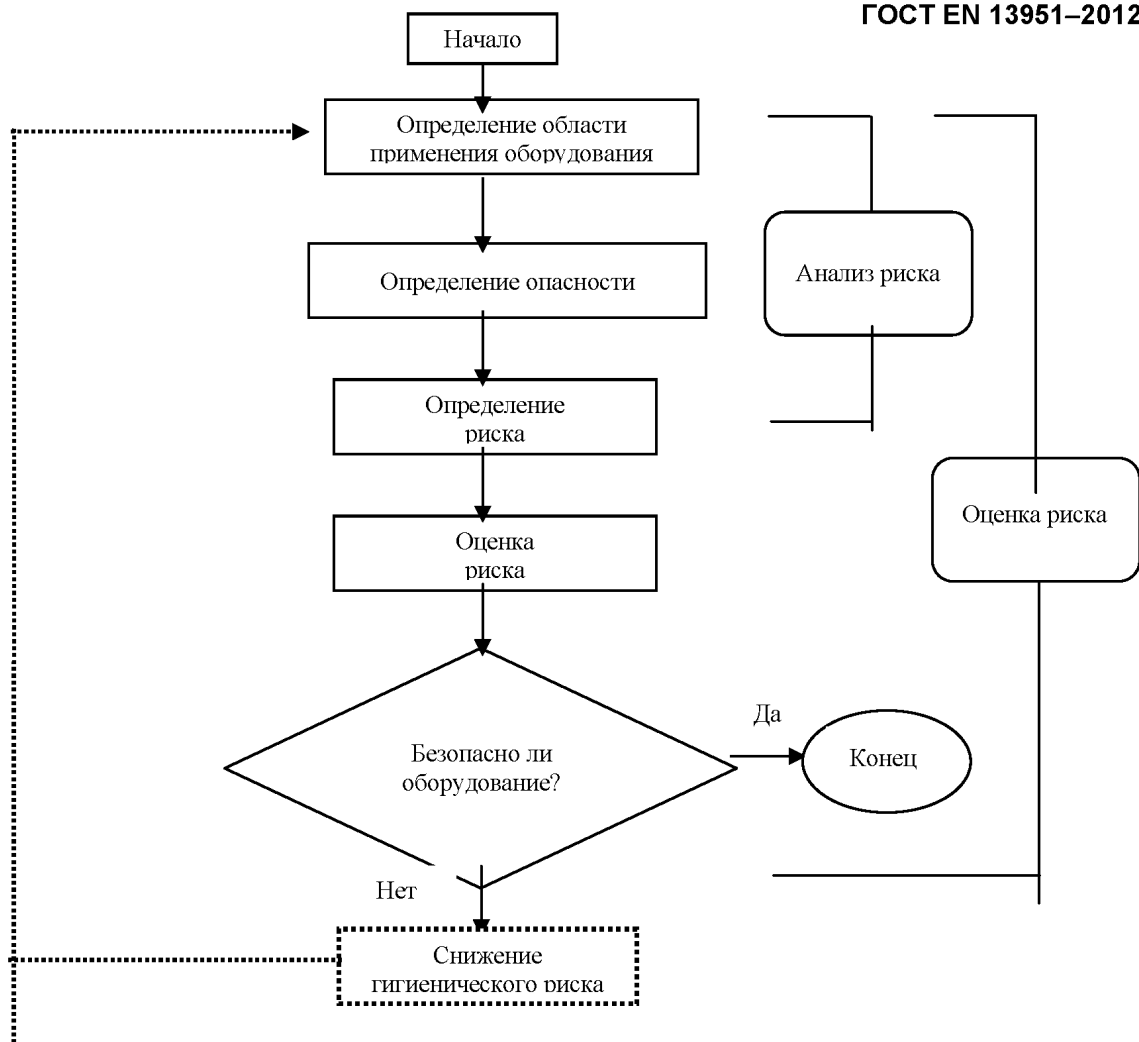 ГОСТ EN 13951–2012
Начало
Определение области
применения оборудования
Определение опасности
Анализ риска
Определение
риска
Оценка риска
Оценка
риска
Безопасно ли
оборудование?
Да
Конец
Нет
Снижение
гигиенического риска